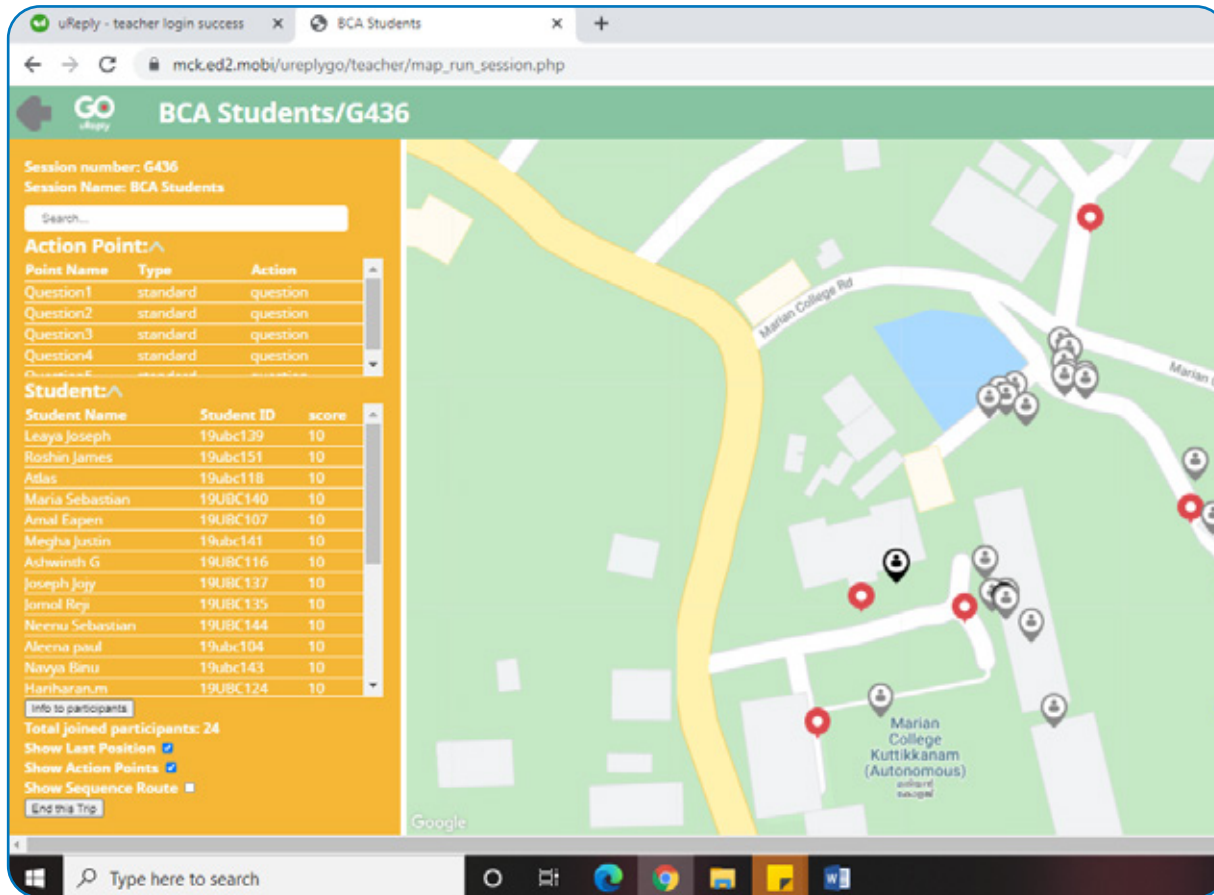 uReply - teacher login success
BCA Students
mck.ed2.mobi/ureplygo/teacher/map_run_session.php
GO
uReply
BCA Students/G436
Session number: G436
Session Name: BCA Students
Search...
Action Point:
Point Name Type Action
Question1 standard question
Question2 standard question
Question3 standard question
Question4 standard question
Question5 standard question
Student:
Student Name Student ID score
Leaya Joseph 19ubc139 10
Roshin James 19ubc151 10
Atlas 19ubc118 10
Maria Sebastian 19UBC140 10
Amal Eapen 19UBC107 10
Megha Justin 19ubc141 10
Ashwinth G 19UBC116 10
Joseph Jojy 19UBC137 10
Jomol Reji 19UBC135 10
Neenu Sebastian 19UBC144 10
Aleena paul 19ubc104 10
Navya Binu 19ubc143 10
Hariharan.m 19UBC124 10
Info to participants
Total joined participants: 24
Show Last Position
Show Action Points
Show Sequence Route
End this Trip
Marian College Rd
Marian
Marian
College
Kuttikkanam
(Autonomous)
മരിയൻ
കോളേജ്
Google
Type here to search